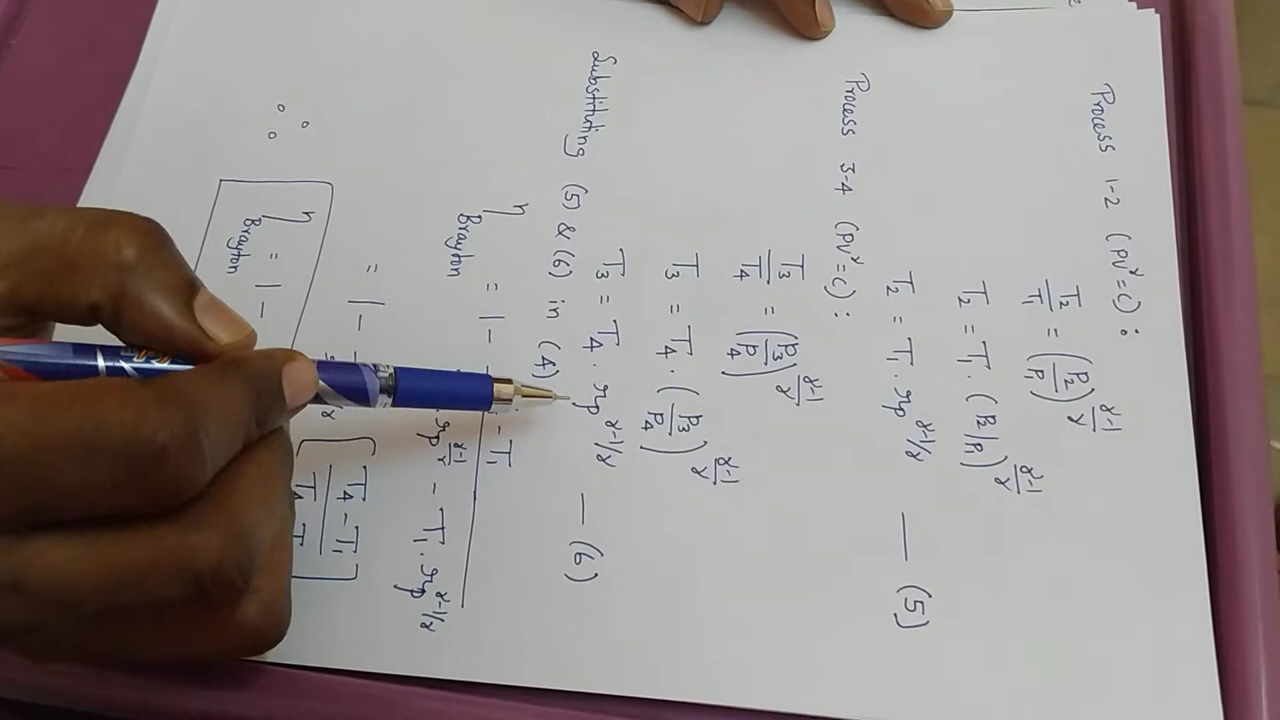 Process 1-2 (PV^γ=C):
T₂/T₁ = (P₂/P₁)^(γ-1/γ)
T₂ = T₁ · (P₂/P₁)^(γ-1/γ)
T₂ = T₁ · rp^(γ-1/γ) — (5)
Process 3-4 (PV^γ=C):
T₃/T₄ = (P₃/P₄)^(γ-1/γ)
T₃ = T₄ · (P₃/P₄)^(γ-1/γ)
T₃ = T₄ · rp^(γ-1/γ) — (6)
Substituting (5) & (6) in (4)
η Brayton = 1 - - T₁
· rp^(γ-1/γ) - T₁ · rp^(γ-1/γ)
= 1 - [T₄ - T₁
∴ η Brayton = 1 -